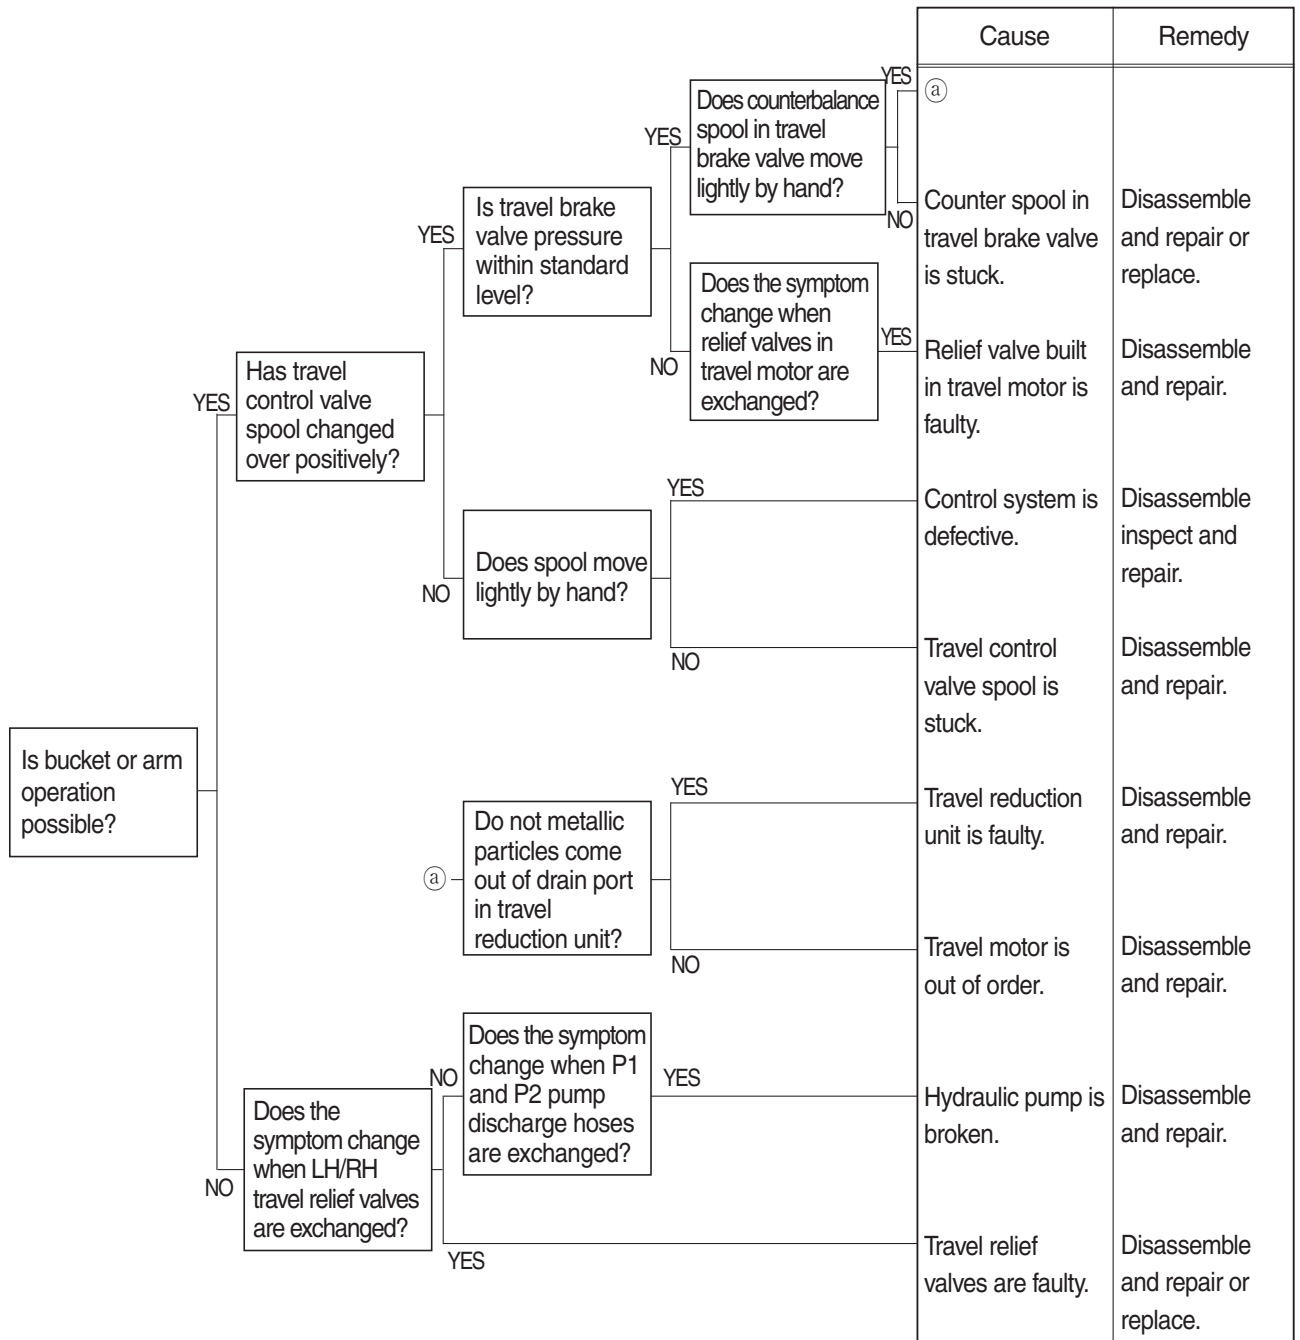 Cause
Remedy
YES
ⓐ
Does counterbalance
spool in travel
brake valve move
lightly by hand?
YES
NO
Counter spool in
travel brake valve
is stuck.
Disassemble
and repair or
replace.
Is travel brake
valve pressure
within standard
level?
YES
Does the symptom
change when
relief valves in
travel motor are
exchanged?
YES
NO
Relief valve built
in travel motor is
faulty.
Disassemble
and repair.
Has travel
control valve
spool changed
over positively?
YES
YES
Control system is
defective.
Disassemble
inspect and
repair.
Does spool move
lightly by hand?
NO
NO
Travel control
valve spool is
stuck.
Disassemble
and repair.
Is bucket or arm
operation
possible?
YES
Travel reduction
unit is faulty.
Disassemble
and repair.
ⓐ
Do not metallic
particles come
out of drain port
in travel
reduction unit?
NO
Travel motor is
out of order.
Disassemble
and repair.
Does the symptom
change when P1
and P2 pump
discharge hoses
are exchanged?
NO
YES
Hydraulic pump is
broken.
Disassemble
and repair.
Does the
symptom change
when LH/RH
travel relief valves
are exchanged?
NO
YES
Travel relief
valves are faulty.
Disassemble
and repair or
replace.